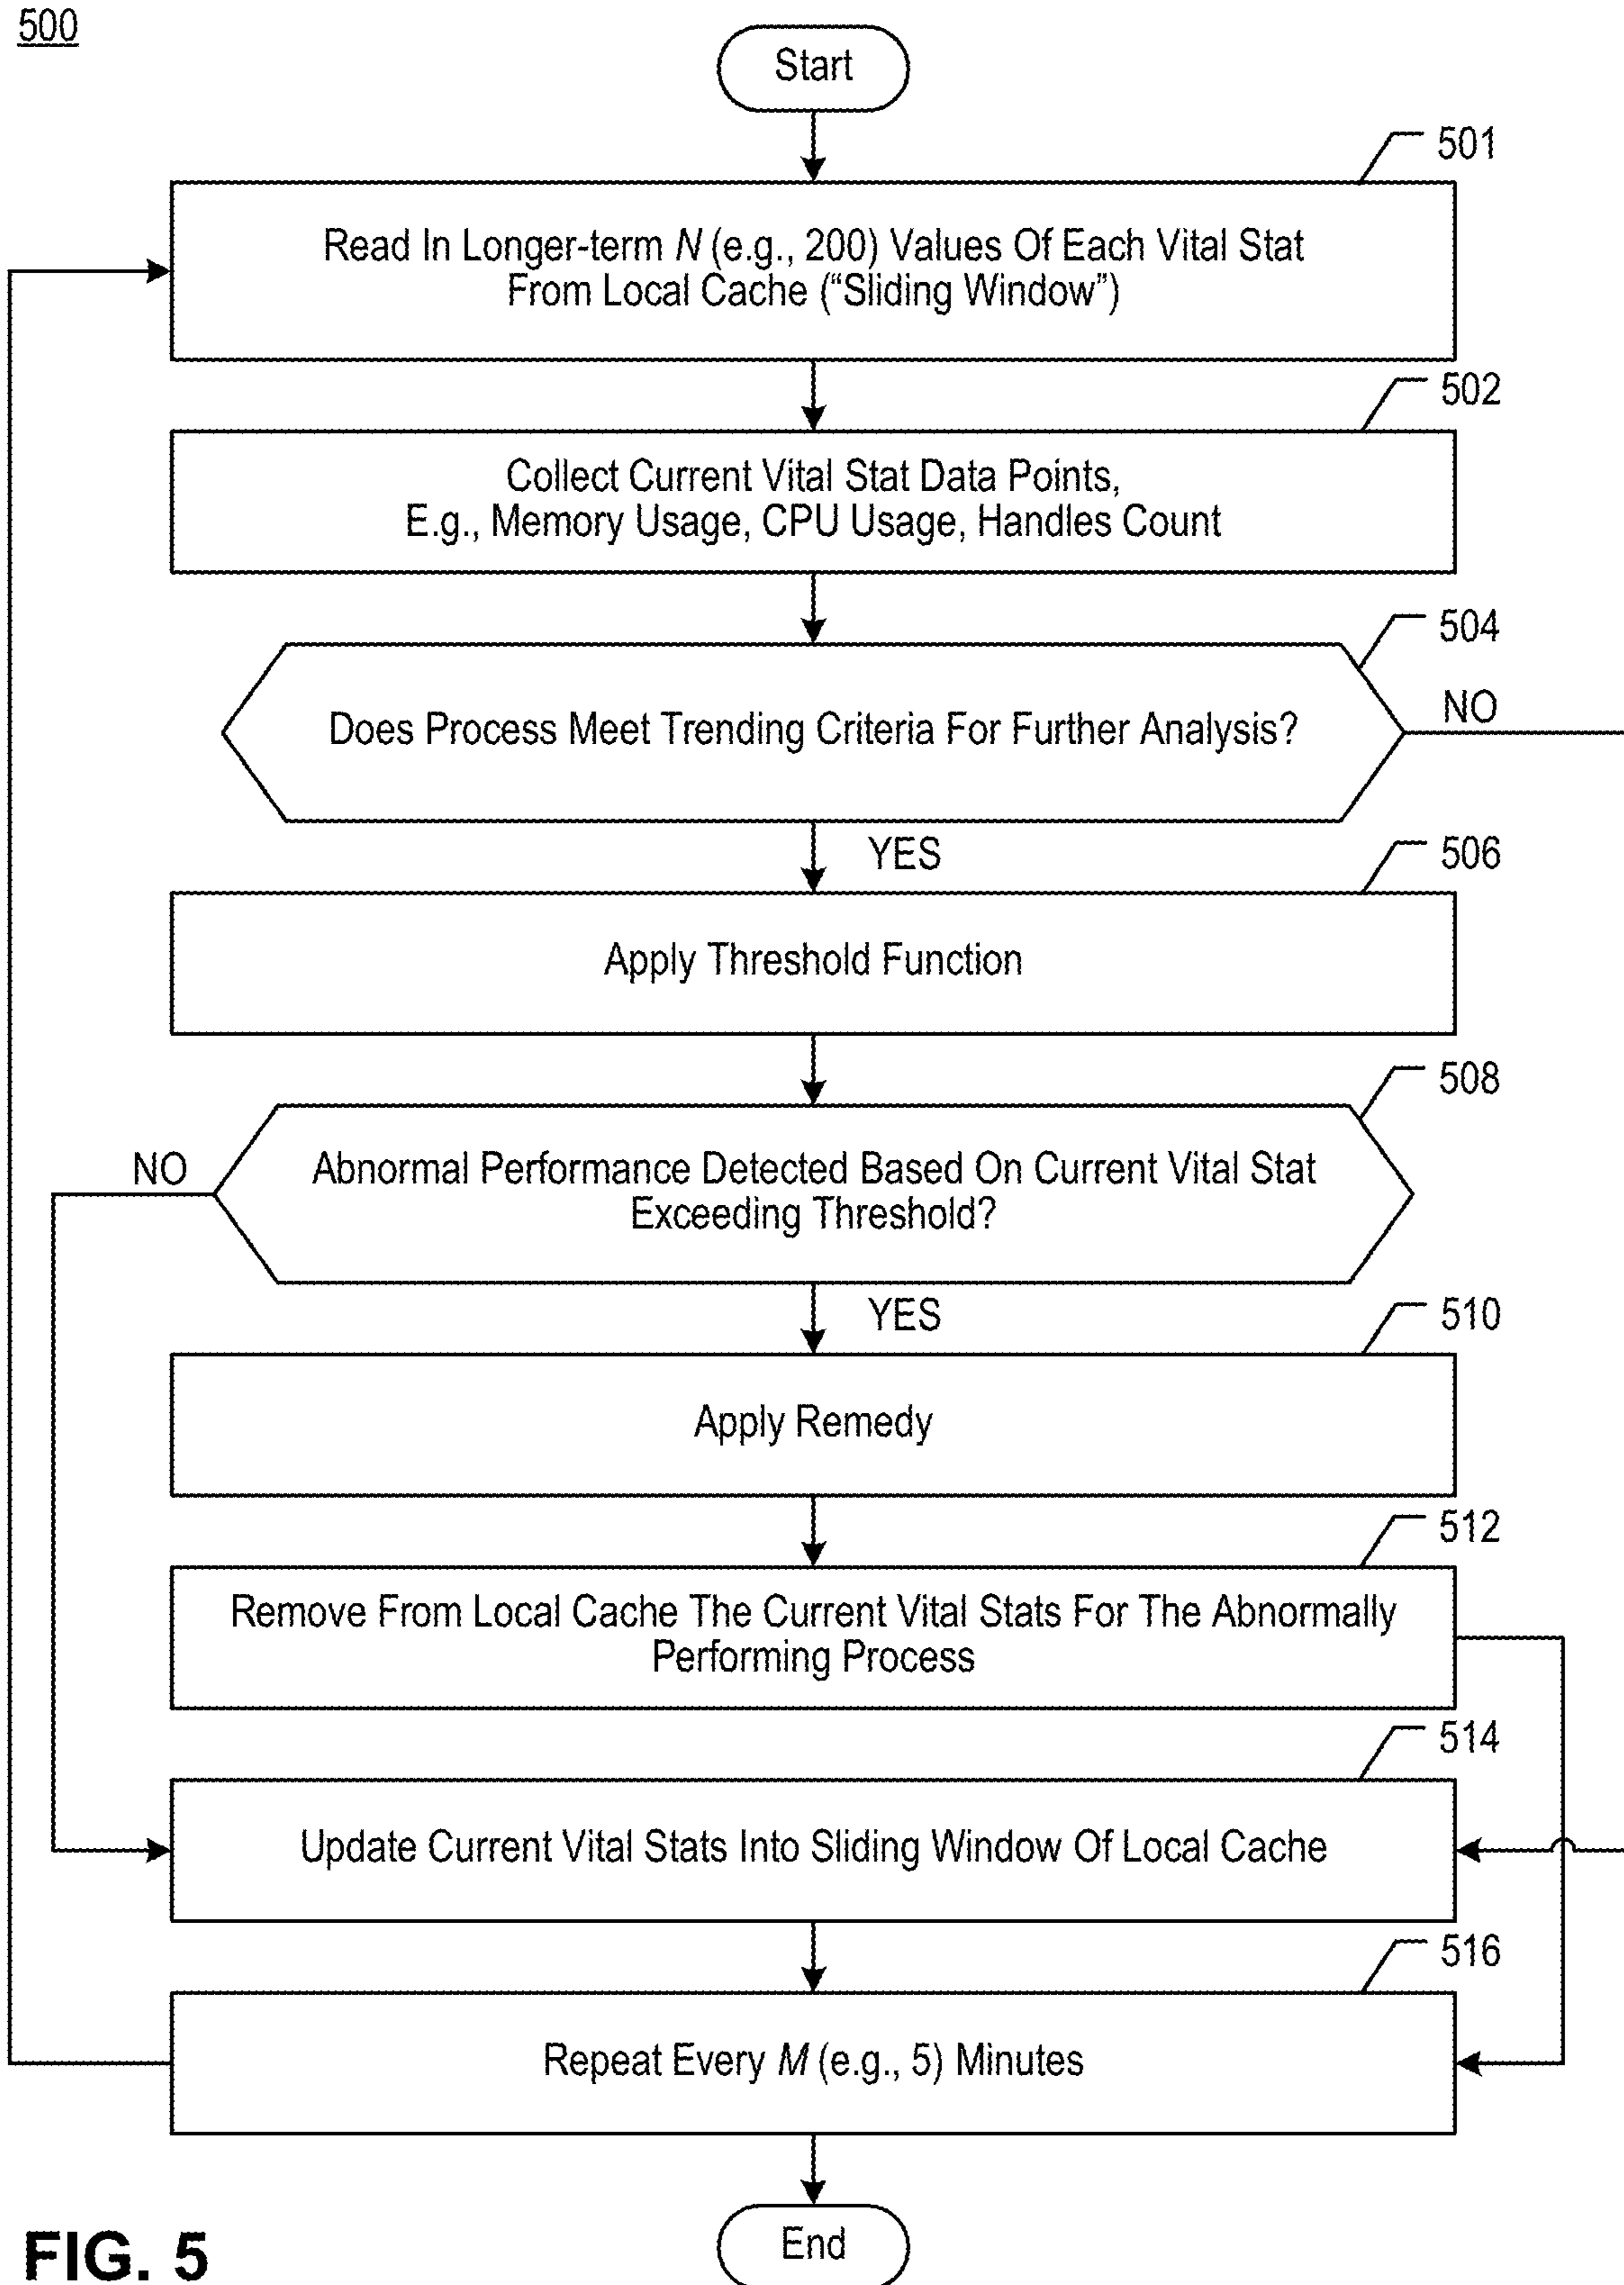 500
Start
501
Read In Longer-term N (e.g., 200) Values Of Each Vital Stat
From Local Cache (“Sliding Window”)
502
Collect Current Vital Stat Data Points,
E.g., Memory Usage, CPU Usage, Handles Count
504
Does Process Meet Trending Criteria For Further Analysis?
NO
YES
506
Apply Threshold Function
508
NO
Abnormal Performance Detected Based On Current Vital Stat
Exceeding Threshold?
YES
510
Apply Remedy
512
Remove From Local Cache The Current Vital Stats For The Abnormally
Performing Process
514
Update Current Vital Stats Into Sliding Window Of Local Cache
516
Repeat Every M (e.g., 5) Minutes
End
FIG. 5